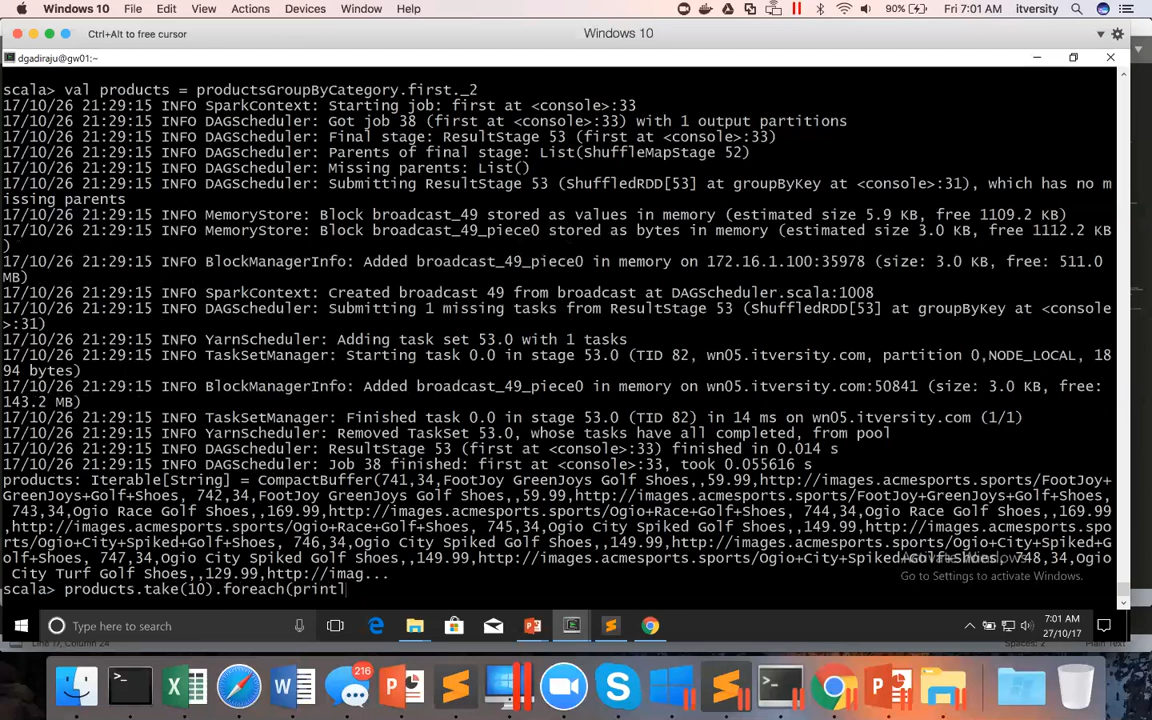 Windows 10 File Edit View Actions Devices Window Help 90% Fri 7:01 AM itversity
Ctrl+Alt to free cursor Windows 10
dgadiraju@gw01:~
scala> val products = productsGroupByCategory.first._2
17/10/26 21:29:15 INFO SparkContext: Starting job: first at <console>:33
17/10/26 21:29:15 INFO DAGScheduler: Got job 38 (first at <console>:33) with 1 output partitions
17/10/26 21:29:15 INFO DAGScheduler: Final stage: ResultStage 53 (first at <console>:33)
17/10/26 21:29:15 INFO DAGScheduler: Parents of final stage: List(ShuffleMapStage 52)
17/10/26 21:29:15 INFO DAGScheduler: Missing parents: List()
17/10/26 21:29:15 INFO DAGScheduler: Submitting ResultStage 53 (ShuffledRDD[53] at groupByKey at <console>:31), which has no m
issing parents
17/10/26 21:29:15 INFO MemoryStore: Block broadcast_49 stored as values in memory (estimated size 5.9 KB, free 1109.2 KB)
17/10/26 21:29:15 INFO MemoryStore: Block broadcast_49_piece0 stored as bytes in memory (estimated size 3.0 KB, free 1112.2 KB
)
17/10/26 21:29:15 INFO BlockManagerInfo: Added broadcast_49_piece0 in memory on 172.16.1.100:35978 (size: 3.0 KB, free: 511.0
MB)
17/10/26 21:29:15 INFO SparkContext: Created broadcast 49 from broadcast at DAGScheduler.scala:1008
17/10/26 21:29:15 INFO DAGScheduler: Submitting 1 missing tasks from ResultStage 53 (ShuffledRDD[53] at groupByKey at <console
>:31)
17/10/26 21:29:15 INFO YarnScheduler: Adding task set 53.0 with 1 tasks
17/10/26 21:29:15 INFO TaskSetManager: Starting task 0.0 in stage 53.0 (TID 82, wn05.itversity.com, partition 0,NODE_LOCAL, 18
94 bytes)
17/10/26 21:29:15 INFO BlockManagerInfo: Added broadcast_49_piece0 in memory on wn05.itversity.com:50841 (size: 3.0 KB, free:
143.2 MB)
17/10/26 21:29:15 INFO TaskSetManager: Finished task 0.0 in stage 53.0 (TID 82) in 14 ms on wn05.itversity.com (1/1)
17/10/26 21:29:15 INFO YarnScheduler: Removed TaskSet 53.0, whose tasks have all completed, from pool
17/10/26 21:29:15 INFO DAGScheduler: ResultStage 53 (first at <console>:33) finished in 0.014 s
17/10/26 21:29:15 INFO DAGScheduler: Job 38 finished: first at <console>:33, took 0.055616 s
products: Iterable[String] = CompactBuffer(741,34,FootJoy GreenJoys Golf Shoes,,59.99,http://images.acmesports.sports/FootJoy+
GreenJoys+Golf+Shoes, 742,34,FootJoy GreenJoys Golf Shoes,,59.99,http://images.acmesports.sports/FootJoy+GreenJoys+Golf+Shoes,
743,34,Ogio Race Golf Shoes,,169.99,http://images.acmesports.sports/Ogio+Race+Golf+Shoes, 744,34,Ogio Race Golf Shoes,,169.99
,http://images.acmesports.sports/Ogio+Race+Golf+Shoes, 745,34,Ogio City Spiked Golf Shoes,,149.99,http://images.acmesports.spo
rts/Ogio+City+Spiked+Golf+Shoes, 746,34,Ogio City Spiked Golf Shoes,,149.99,http://images.acmesports.sports/Ogio+City+Spiked+G
olf+Shoes, 747,34,Ogio City Spiked Golf Shoes,,149.99,http://images.acmesports.sports/Ogio+City+Spiked+Golf+Shoes, 748,34,Ogio
City Turf Golf Shoes,,129.99,http://imag...
Activate Windows
Go to Settings to activate Windows.
scala> products.take(10).foreach(printl
Type here to search
7:01 AM
27/10/17
216